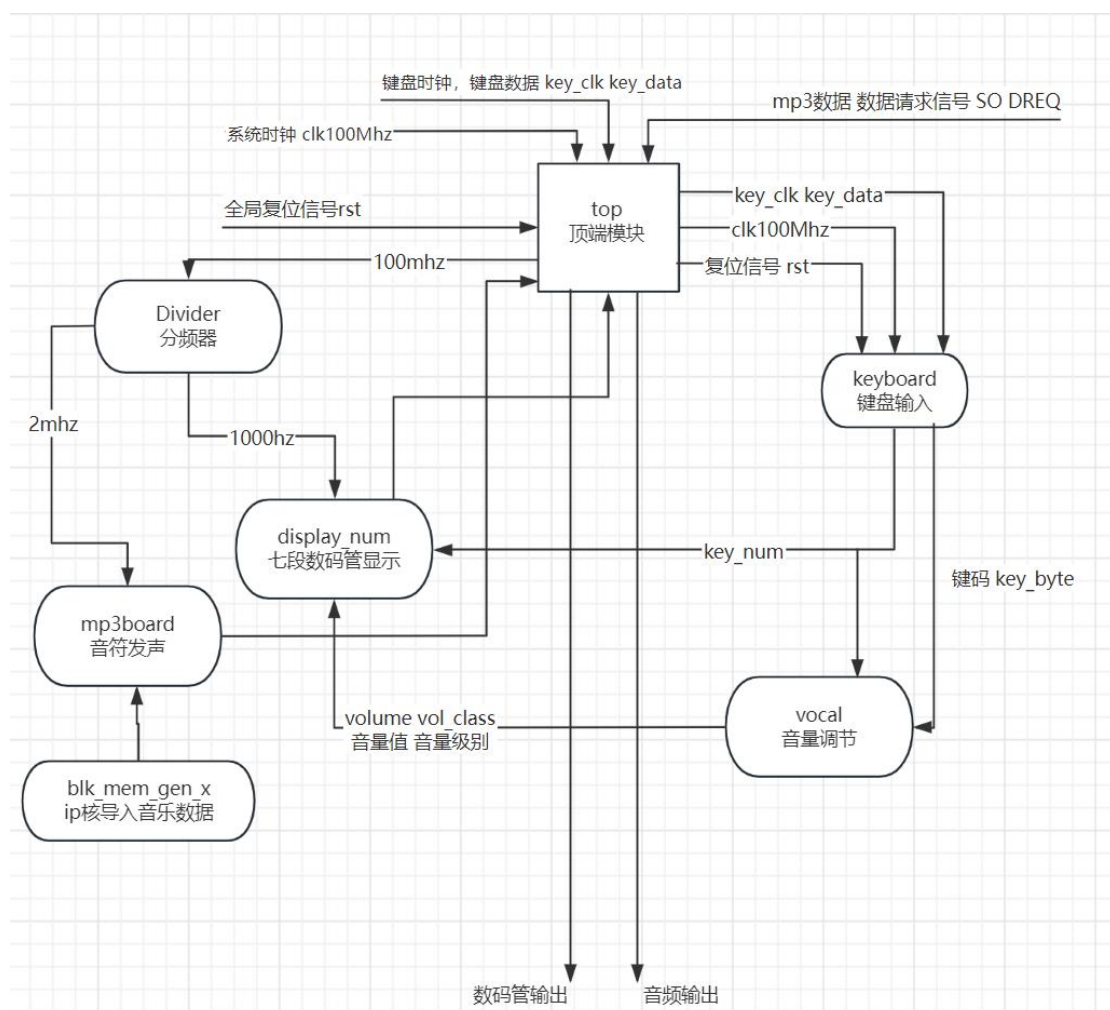 键盘时钟，键盘数据 key_clk key_data
mp3数据 数据请求信号 SO DREQ
系统时钟 clk100Mhz
全局复位信号rst
top
顶端模块
key_clk key_data
clk100Mhz
复位信号 rst
100mhz
Divider
分频器
keyboard
键盘输入
2mhz
1000hz
display_num
七段数码管显示
key_num
键码 key_byte
mp3board
音符发声
volume vol_class
音量值 音量级别
vocal
音量调节
blk_mem_gen_x
ip核导入音乐数据
数码管输出
音频输出